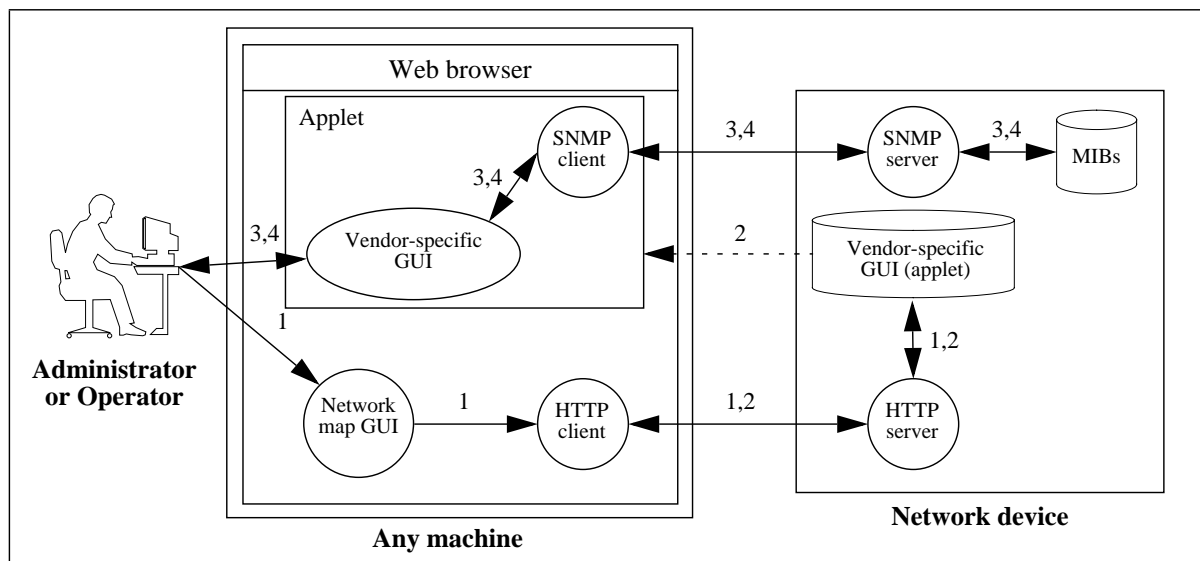 Web browser
Applet
SNMP
client
3,4
SNMP
server
3,4
MIBs
3,4
3,4
Vendor-specific
GUI
2
Vendor-specific
GUI (applet)
1
1,2
Administrator
or Operator
Network
map GUI
1
HTTP
client
1,2
HTTP
server
Any machine
Network device